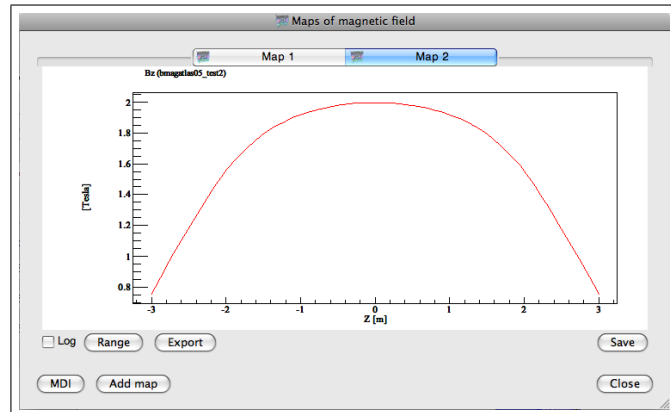 Maps of magnetic field
Map 1 Map 2
Bz (bmagatlas05_test2)
2
1.8
1.6
1.4
1.2
1
0.8
[Tesla]
-3 -2 -1 0 1 2 3
Z [m]
Log Range Export Save
MDI Add map Close